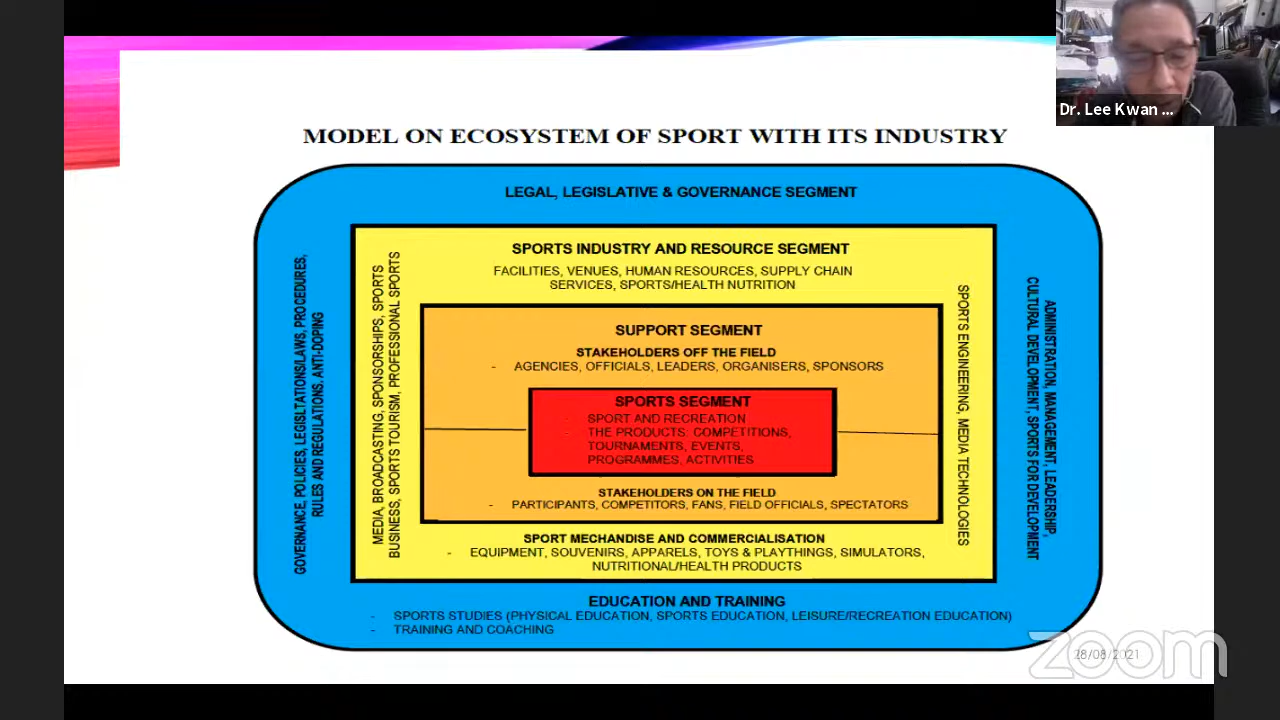 Dr. Lee Kwan ...
MODEL ON ECOSYSTEM OF SPORT WITH ITS INDUSTRY
LEGAL, LEGISLATIVE & GOVERNANCE SEGMENT
GOVERNANCE, POLICIES, LEGISLTATIONS/LAWS, PROCEDURES,
RULES AND REGULATIONS, ANTI-DOPING
SPORTS INDUSTRY AND RESOURCE SEGMENT
FACILITIES, VENUES, HUMAN RESOURCES, SUPPLY CHAIN
SERVICES, SPORTS/HEALTH NUTRITION
MEDIA, BROADCASTING, SPONSORSHIPS, SPORTS
BUSINESS, SPORTS TOURISM, PROFESSIONAL SPORTS
SUPPORT SEGMENT
STAKEHOLDERS OFF THE FIELD
- AGENCIES, OFFICIALS, LEADERS, ORGANISERS, SPONSORS
SPORTS SEGMENT
- SPORT AND RECREATION
- THE PRODUCTS: COMPETITIONS,
TOURNAMENTS, EVENTS,
PROGRAMMES, ACTIVITIES
STAKEHOLDERS ON THE FIELD
- PARTICIPANTS, COMPETITORS, FANS, FIELD OFFICIALS, SPECTATORS
SPORTS ENGINEERING, MEDIA TECHNOLOGIES
ADMINISTRATION, MANAGEMENT, LEADERSHIP,
CULTURAL DEVELOPMENT, SPORTS FOR DEVELOPMENT
SPORT MECHANDISE AND COMMERCIALISATION
- EQUIPMENT, SOUVENIRS, APPARELS, TOYS & PLAYTHINGS, SIMULATORS,
NUTRITIONAL/HEALTH PRODUCTS
EDUCATION AND TRAINING
- SPORTS STUDIES (PHYSICAL EDUCATION, SPORTS EDUCATION, LEISURE/RECREATION EDUCATION)
- TRAINING AND COACHING
28/08/2021
zoom